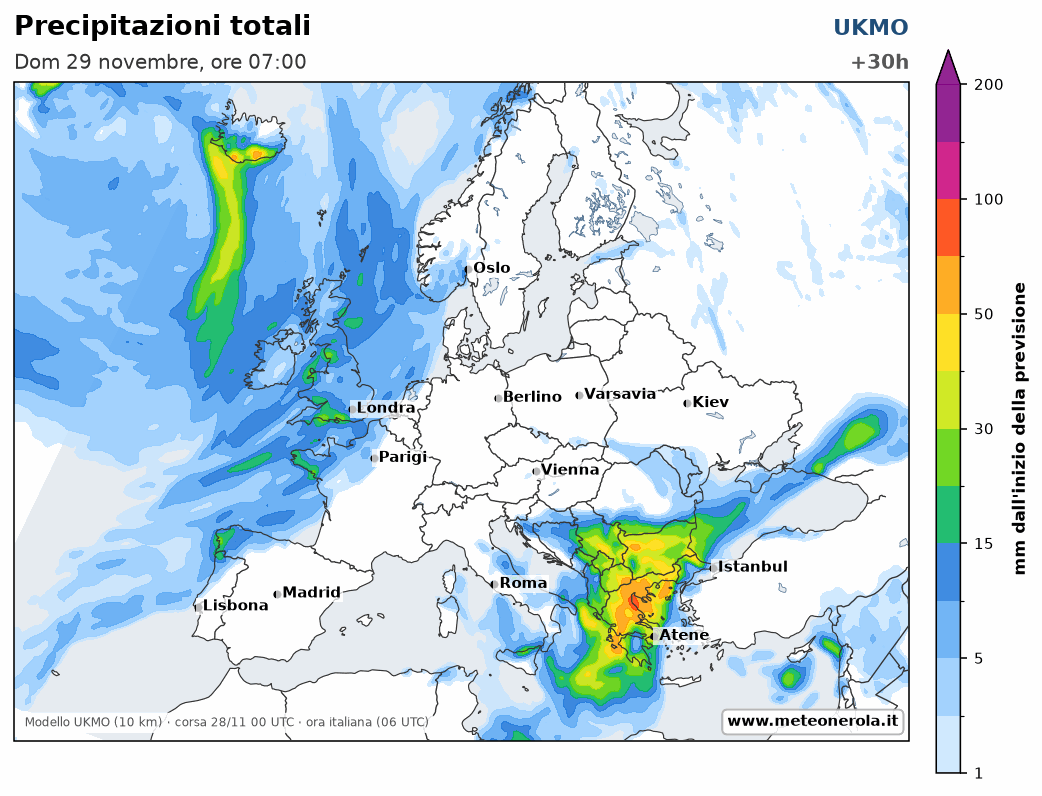 Precipitazioni totali
UKMO
Dom 29 novembre, ore 07:00
+30h
200
100
50
30
15
5
1
mm dall'inizio della previsione
Oslo
Londra
Berlino
Varsavia
Kiev
Parigi
Vienna
Istanbul
Roma
Madrid
Lisbona
Atene
Modello UKMO (10 km) · corsa 28/11 00 UTC · ora italiana (06 UTC)
www.meteonerola.it